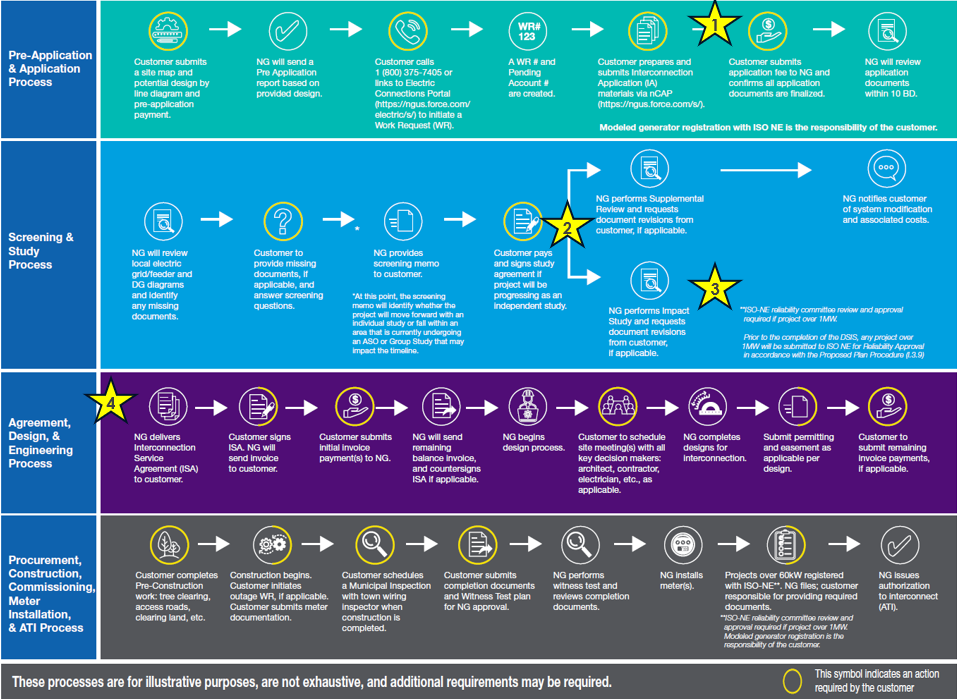 Pre-Application
& Application
Process
WR#
123
1
Customer submits
a site map and
potential design by
line diagram and
pre-application
payment.
NG will send a
Pre Application
report based on
provided design.
Customer calls
1 (800) 375-7405 or
links to Electric
Connections Portal
(https://ngus.force.com/
electric/s/) to initiate a
Work Request (WR).
A WR # and
Pending
Account #
are created.
Customer prepares and
submits Interconnection
Application (IA)
materials via nCAP
(https://ngus.force.com/s/).
Customer submits
application fee to NG and
confirms all application
documents are finalized.
NG will review
application
documents
within 10 BD.
Modeled generator registration with ISO NE is the responsibility of the customer.
Screening &
Study
Process
NG will review
local electric
grid/feeder and
DG diagrams
and identify
any missing
documents.
Customer to
provide missing
documents, if
applicable, and
answer screening
questions.
*
NG provides
screening memo
to customer.
*At this point, the screening
memo will identify whether the
project will move forward with
an individual study or fall within
an area that is currently undergoing
an ASO or Group Study that may
impact the timeline.
2
Customer pays
and signs study
agreement if
project will be
progressing as an
independent study.
NG performs Supplemental
Review and requests
document revisions from
customer, if applicable.
NG notifies customer
of system modification
and associated costs.
3
NG performs Impact
Study and requests
document revisions
from customer,
if applicable.
**ISO-NE reliability committee review and approval
required if project over 1MW.
Prior to the completion of the DSIS, any project over
1MW will be submitted to ISO NE for Reliability Approval
in accordance with the Proposed Plan Procedure (I.3.9)
Agreement,
Design, &
Engineering
Process
4
NG delivers
Interconnection
Service
Agreement (ISA)
to customer.
Customer signs
ISA. NG will
send invoice
to customer.
Customer submits
initial invoice
payment(s) to NG.
NG will send
remaining
balance invoice,
and countersigns
ISA if applicable.
NG begins
design process.
Customer to schedule
site meeting(s) with all
key decision makers:
architect, contractor,
electrician, etc., as
applicable.
NG completes
designs for
interconnection.
Submit permitting
and easement as
applicable per
design.
Customer to
submit remaining
invoice payments,
if applicable.
Procurement,
Construction,
Commissioning,
Meter
Installation,
& ATI Process
Customer completes
Pre-Construction
work: tree clearing,
access roads,
clearing land, etc.
Construction begins.
Customer initiates
outage WR, if applicable.
Customer submits meter
documentation.
Customer schedules
a Municipal Inspection
with town wiring
inspector when
construction is
completed.
Customer submits
completion documents
and Witness Test plan
for NG approval.
NG performs
witness test and
reviews completion
documents.
NG installs
meter(s).
Projects over 60kW registered
with ISO-NE**. NG files; customer
responsible for providing required
documents.
**ISO-NE reliability committee review and
approval required if project over 1MW.
Modeled generator registration is the
responsibility of the customer.
NG issues
authorization
to interconnect
(ATI).
These processes are for illustrative purposes, are not exhaustive, and additional requirements may be required.
This symbol indicates an action
required by the customer